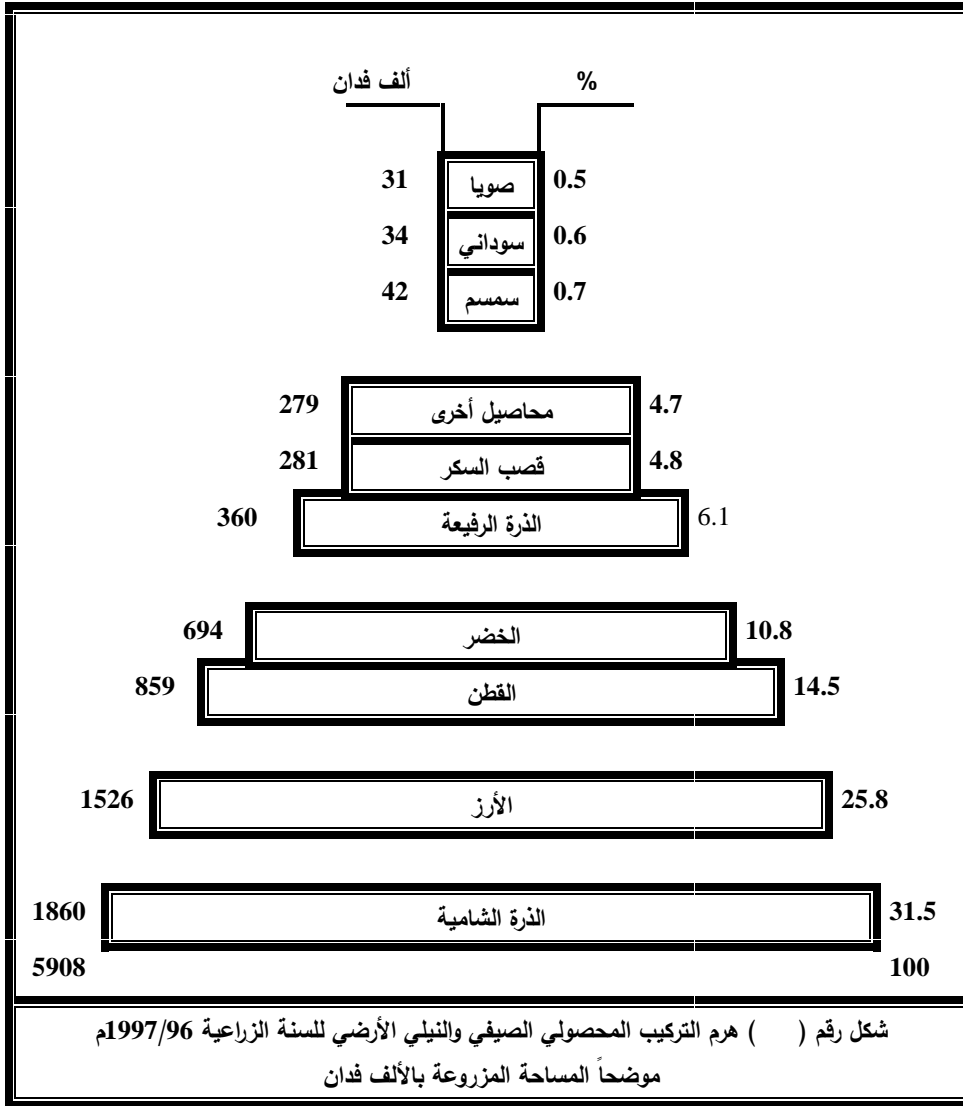 ألف فدان %
31 صويا 0.5
34 سوداني 0.6
42 سمسم 0.7
279 محاصيل أخرى 4.7
281 قصب السكر 4.8
360 الذرة الرفيعة 6.1
694 الخضر 10.8
859 القطن 14.5
1526 الأرز 25.8
1860 الذرة الشامية 31.5
5908 100
شكل رقم ( ) هرم التركيب المحصولي الصيفي والنيلي الأرضي للسنة الزراعية 1997/96م
موضحاً المساحة المزروعة بالألف فدان